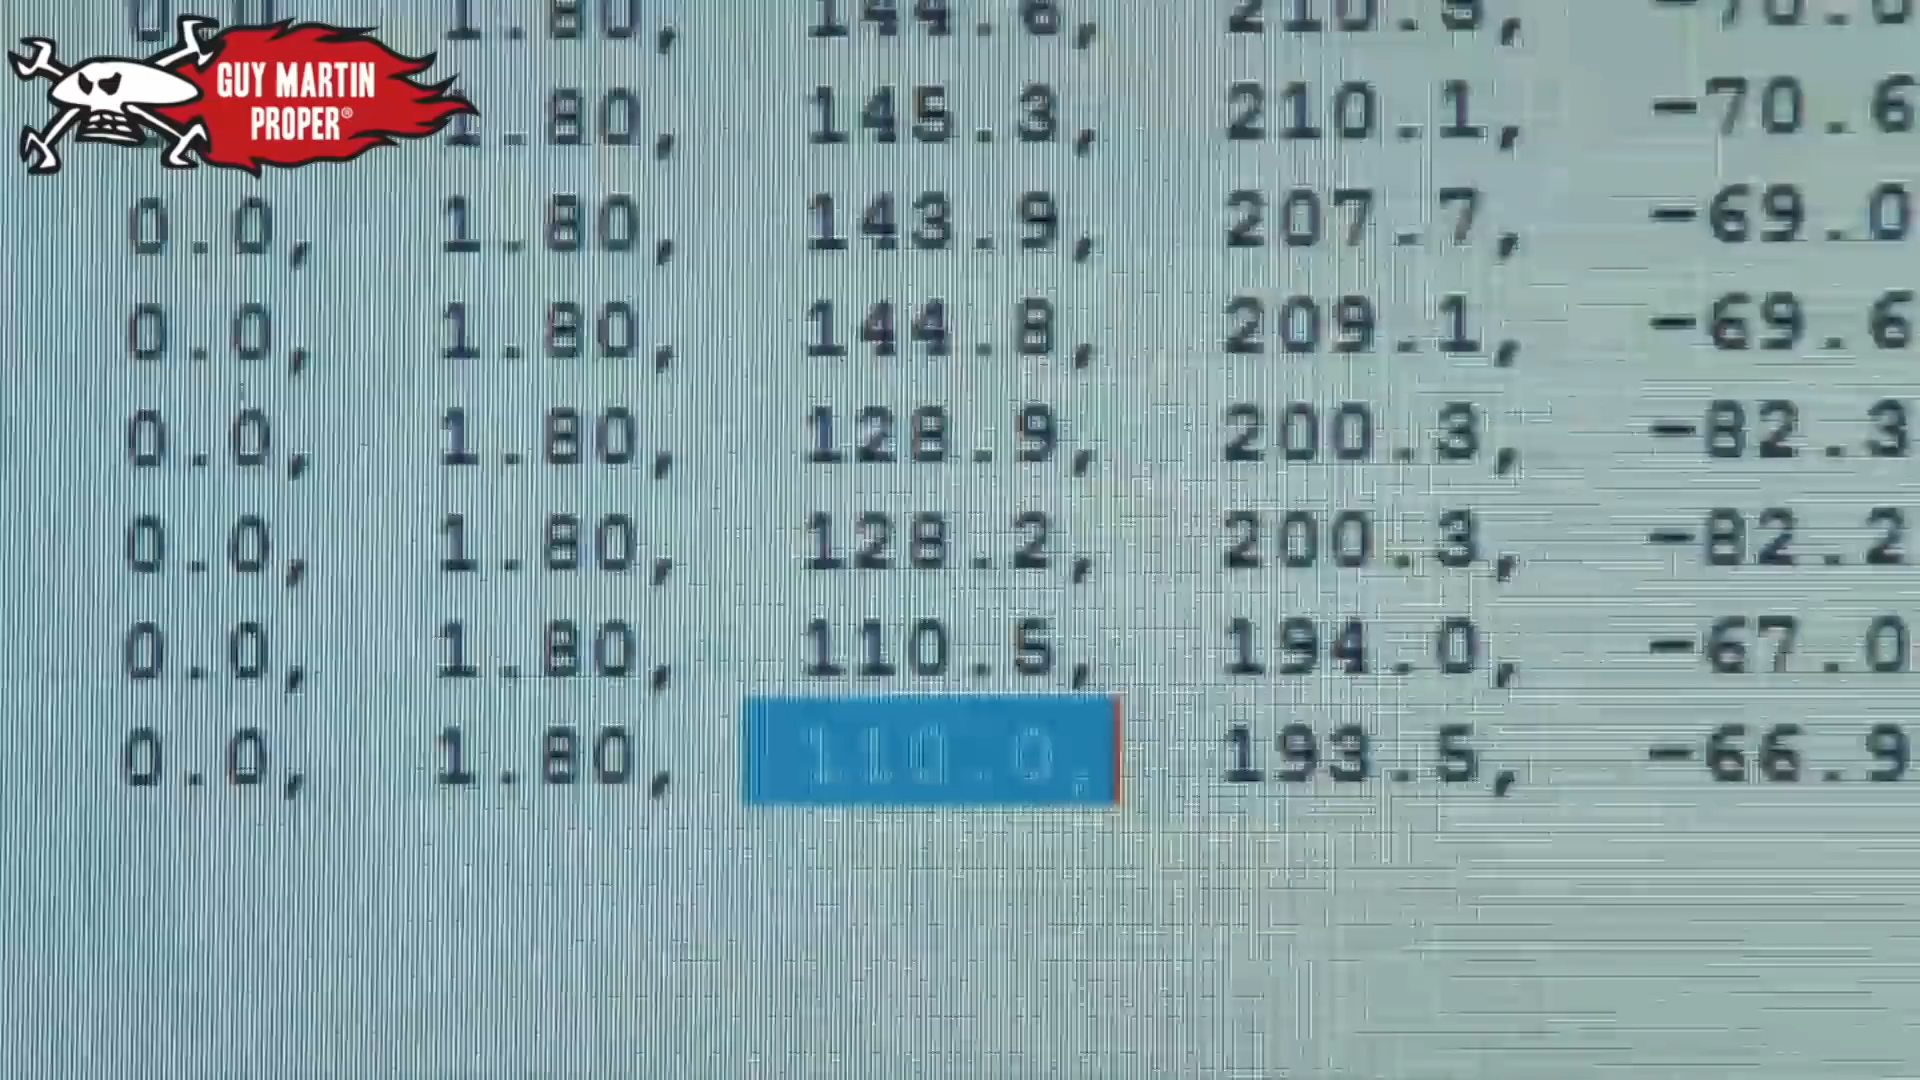 GUY MARTIN
PROPER®
1.80, 145.3, 210.1, -70.6
0.0, 1.80, 143.9, 207.7, -69.0
0.0, 1.80, 144.8, 209.1, -69.6
0.0, 1.80, 128.9, 200.3, -82.3
0.0, 1.80, 128.2, 200.3, -82.2
0.0, 1.80, 110.5, 194.0, -67.0
0.0, 1.80, 110.0, 193.5, -66.9